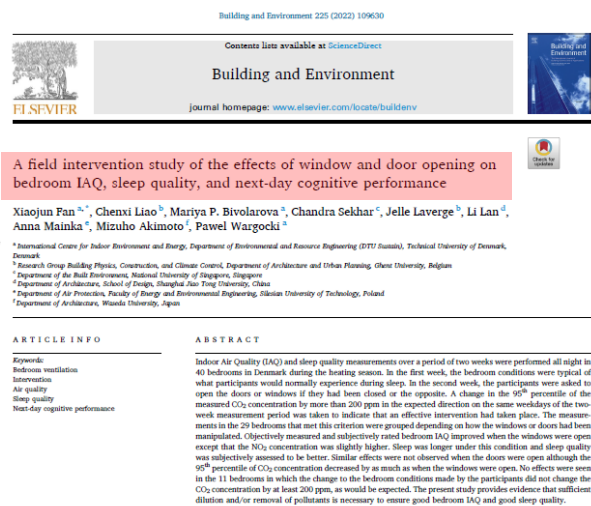 Building and Environment 225 (2022) 109630
Contents lists available at ScienceDirect
Building and Environment
journal homepage: www.elsevier.com/locate/buildenv
ELSEVIER
Building and
Environment
Check for
updates
A field intervention study of the effects of window and door opening on
bedroom IAQ, sleep quality, and next-day cognitive performance
Xiaojun Fan a,*, Chenxi Liao b, Mariya P. Bivolarova a, Chandra Sekhar c, Jelle Laverge b, Li Lan d,
Anna Mainka e, Mizuho Akimoto f, Pawel Wargocki a
a International Centre for Indoor Environment and Energy, Department of Environmental and Resource Engineering (DTU Sustain), Technical University of Denmark,
Denmark
b Research Group Building Physics, Construction, and Climate Control, Department of Architecture and Urban Planning, Ghent University, Belgium
c Department of the Built Environment, National University of Singapore, Singapore
d Department of Architecture, School of Design, Shanghai Jiao Tong University, China
e Department of Air Protection, Faculty of Energy and Environmental Engineering, Silesian University of Technology, Poland
f Department of Architecture, Waseda University, Japan
ARTICLE INFO
Keywords:
Bedroom ventilation
Intervention
Air quality
Sleep quality
Next-day cognitive performance
ABSTRACT
Indoor Air Quality (IAQ) and sleep quality measurements over a period of two weeks were performed all night in
40 bedrooms in Denmark during the heating season. In the first week, the bedroom conditions were typical of
what participants would normally experience during sleep. In the second week, the participants were asked to
open the doors or windows if they had been closed or the opposite. A change in the 95th percentile of the
measured CO2 concentration by more than 200 ppm in the expected direction on the same weekdays of the two-
week measurement period was taken to indicate that an effective intervention had taken place. The measure-
ments in the 29 bedrooms that met this criterion were grouped depending on how the windows or doors had been
manipulated. Objectively measured and subjectively rated bedroom IAQ improved when the windows were open
except that the NO2 concentration was slightly higher. Sleep was longer under this condition and sleep quality
was subjectively assessed to be better. Similar effects were not observed when the doors were open although the
95th percentile of CO2 concentration decreased by as much as when the windows were open. No effects were seen
in the 11 bedrooms in which the change to the bedroom conditions made by the participants did not change the
CO2 concentration by at least 200 ppm, as would be expected. The present study provides evidence that sufficient
dilution and/or removal of pollutants is necessary to ensure good bedroom IAQ and good sleep quality.